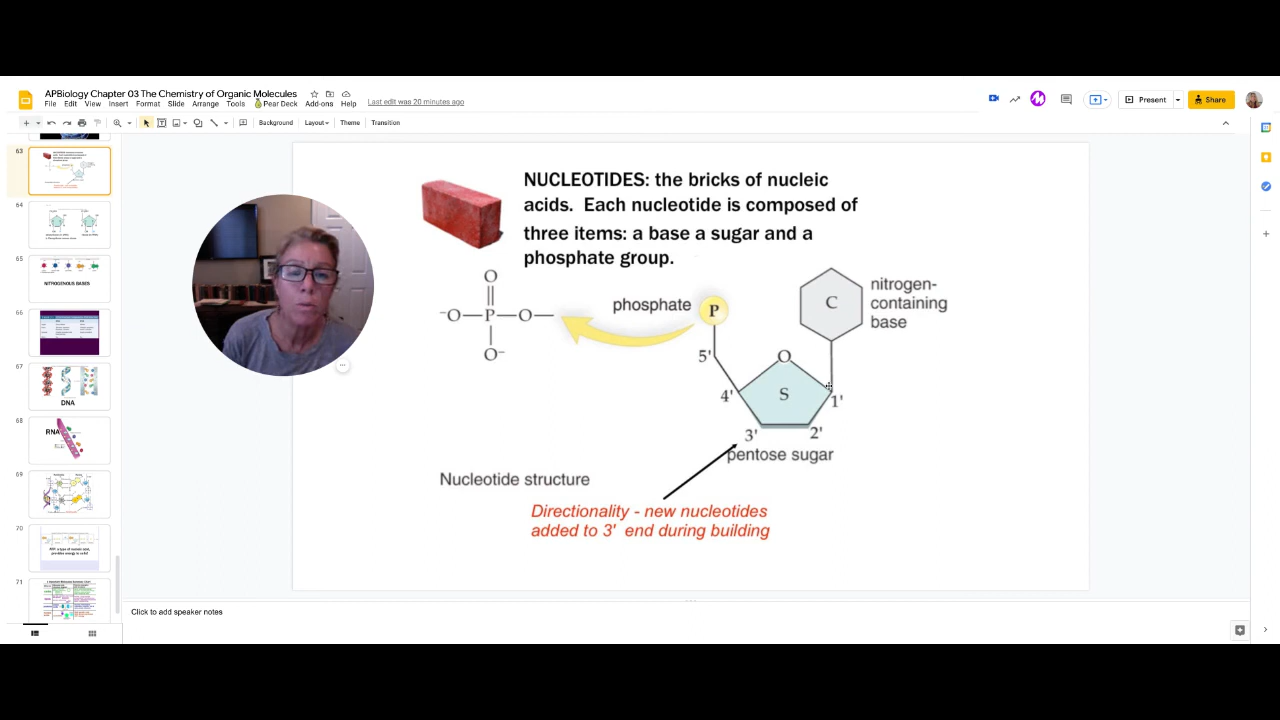 APBiology Chapter 03 The Chemistry of Organic Molecules
File Edit View Insert Format Slide Arrange Tools Pear Deck Add-ons Help Last edit was 20 minutes ago
Present
Share
Background Layout Theme Transition
63
64
65
NITROGENOUS BASES
66
67
DNA
68
RNA
69
70
71
NUCLEOTIDES: the bricks of nucleic
acids. Each nucleotide is composed of
three items: a base a sugar and a
phosphate group.
O
⁻O—P—O—
O⁻
phosphate
P
C
nitrogen-
containing
base
5'
O
4'
S
1'
3'
2'
pentose sugar
Nucleotide structure
Directionality - new nucleotides
added to 3' end during building
Click to add speaker notes